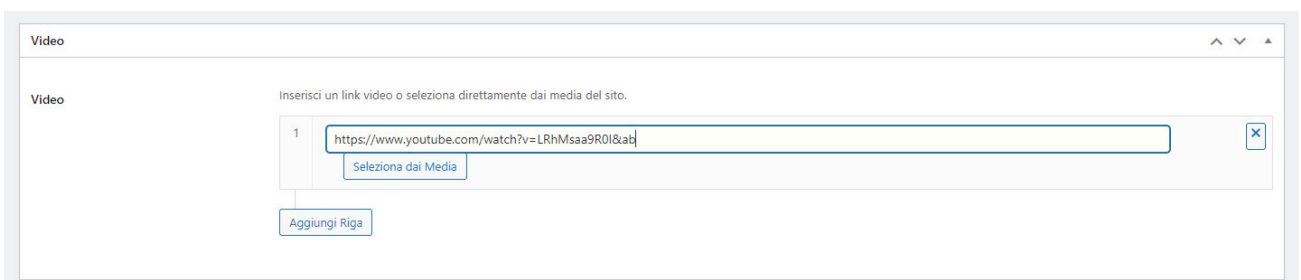 Video
Video
Inserisci un link video o seleziona direttamente dai media del sito.
1
https://www.youtube.com/watch?v=LRhMsaa9R0I&ab
Seleziona dai Media
Aggiungi Riga